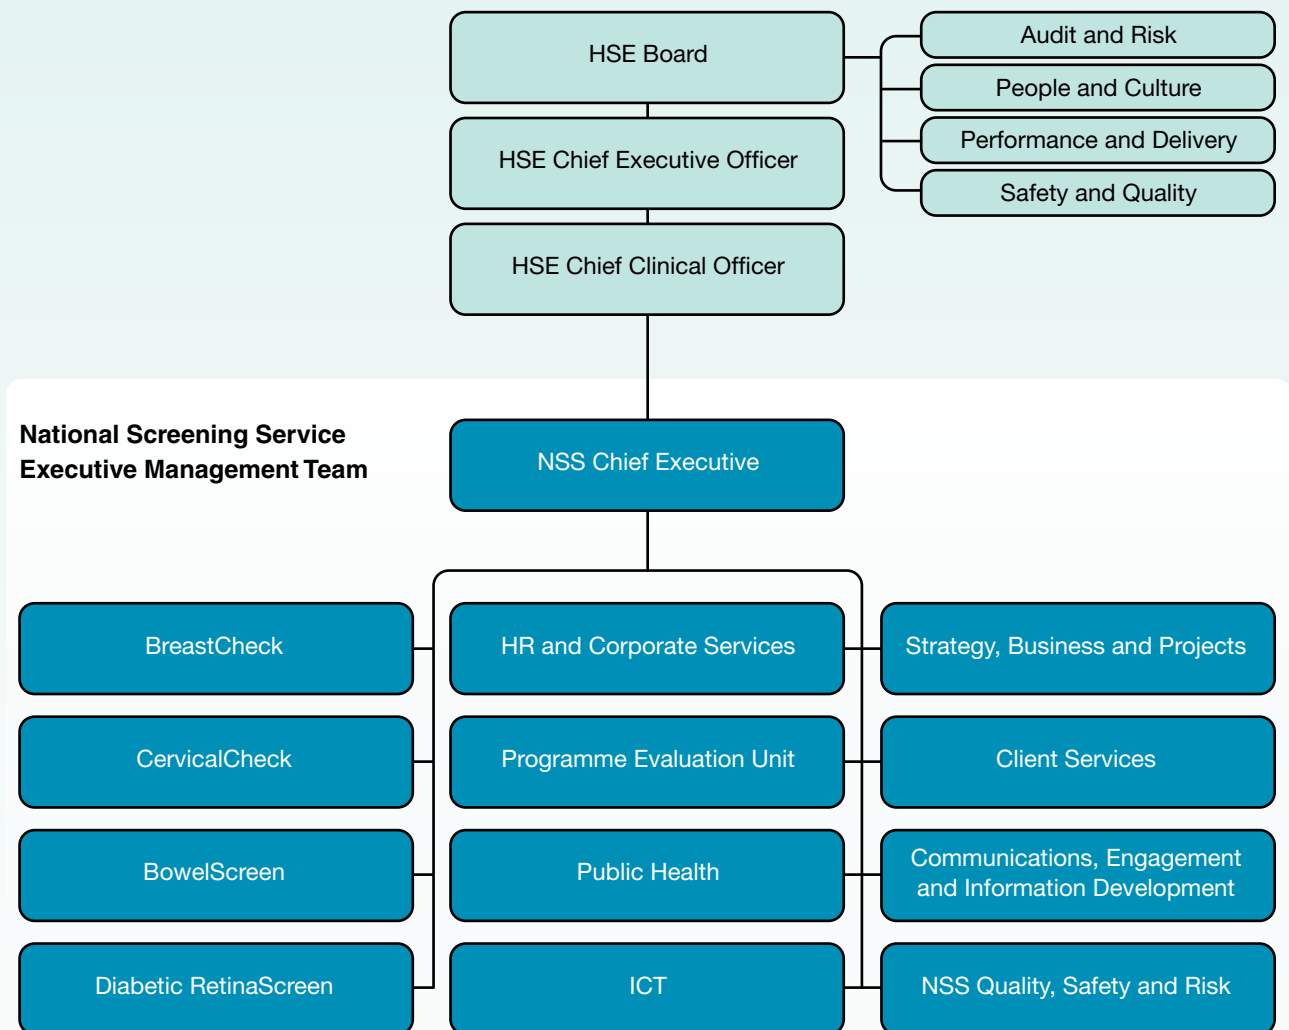 HSE Board
Audit and Risk
People and Culture
Performance and Delivery
Safety and Quality
HSE Chief Executive Officer
HSE Chief Clinical Officer
National Screening Service
Executive Management Team
NSS Chief Executive
BreastCheck
HR and Corporate Services
Strategy, Business and Projects
CervicalCheck
Programme Evaluation Unit
Client Services
BowelScreen
Public Health
Communications, Engagement
and Information Development
Diabetic RetinaScreen
ICT
NSS Quality, Safety and Risk